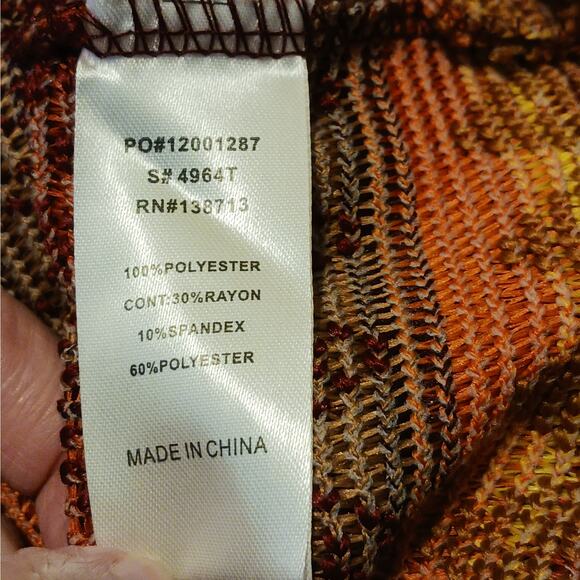 PO#12001287
S# 4964T
RN#138713
100%POLYESTER
CONT:30%RAYON
10%SPANDEX
60%POLYESTER
MADE IN CHINA